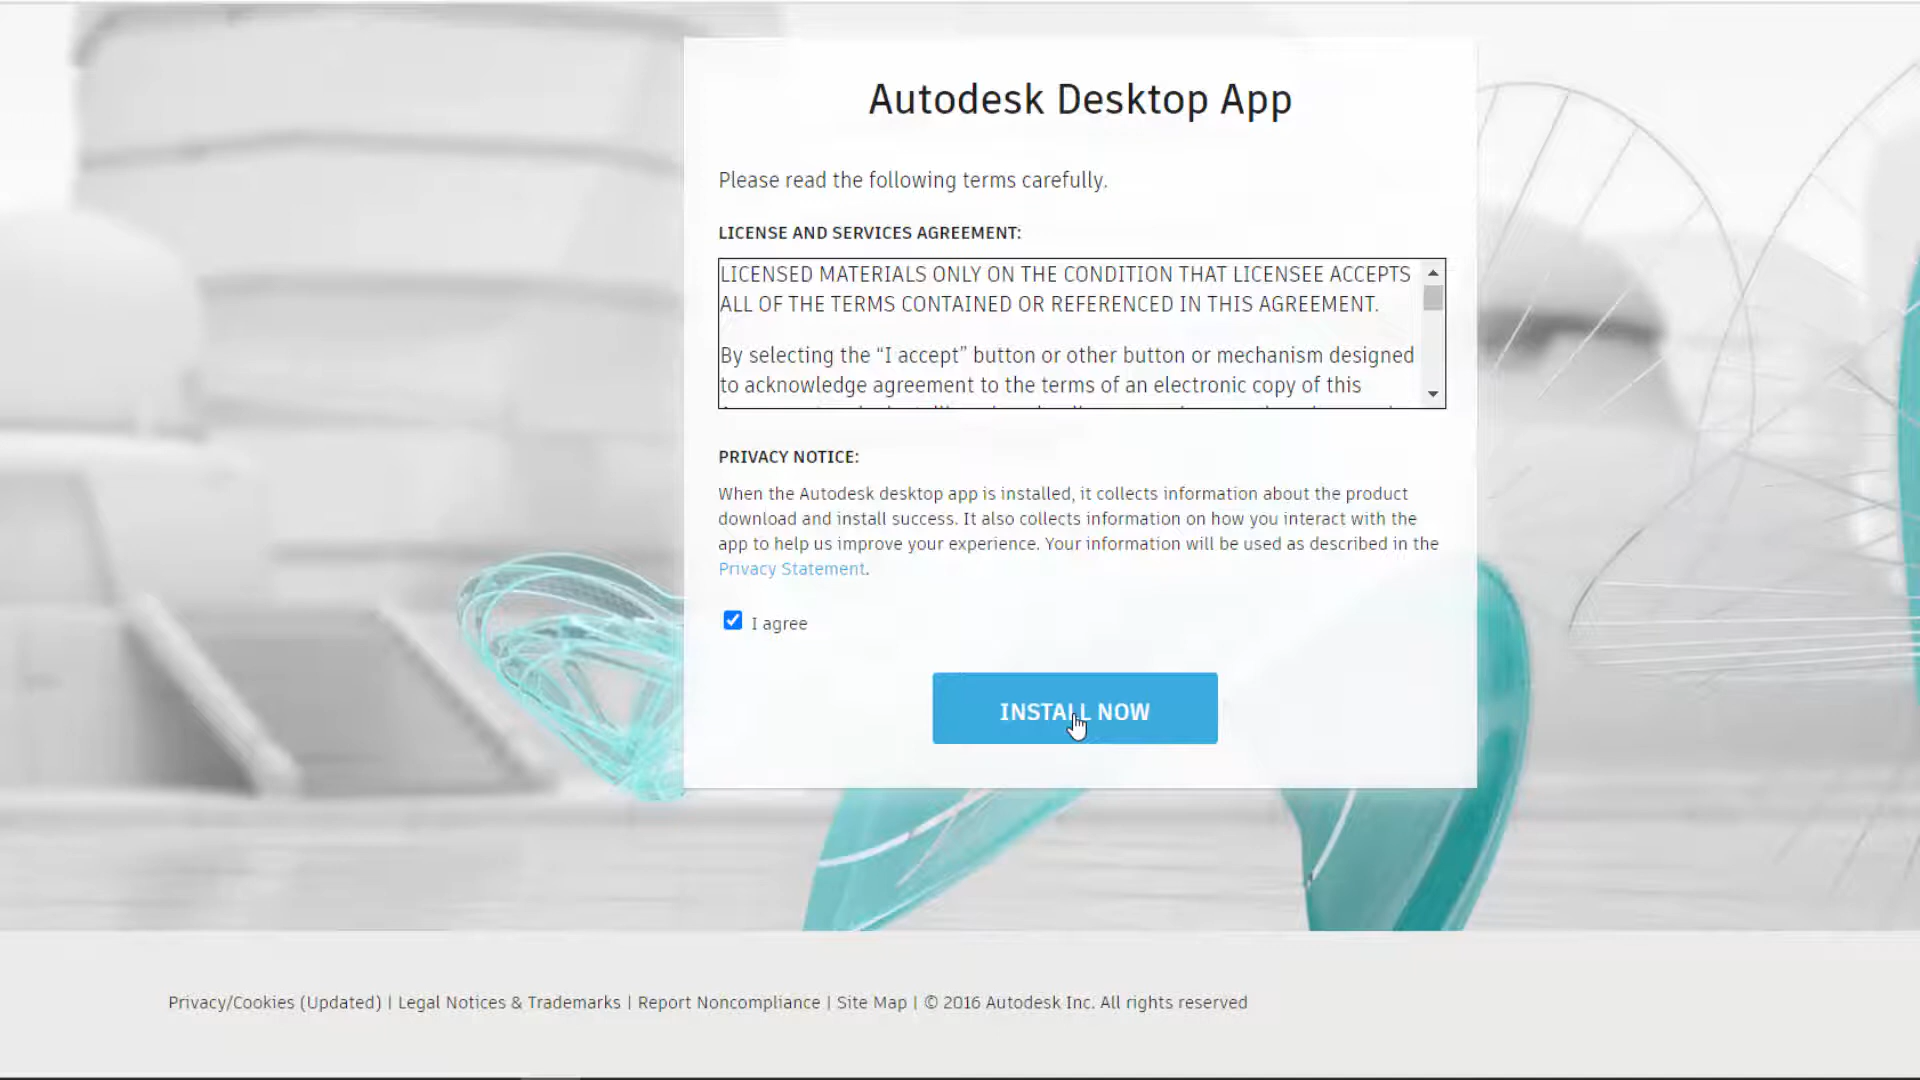 Autodesk Desktop App
Please read the following terms carefully.
LICENSE AND SERVICES AGREEMENT:
LICENSED MATERIALS ONLY ON THE CONDITION THAT LICENSEE ACCEPTS
ALL OF THE TERMS CONTAINED OR REFERENCED IN THIS AGREEMENT.
By selecting the “I accept” button or other button or mechanism designed
to acknowledge agreement to the terms of an electronic copy of this
PRIVACY NOTICE:
When the Autodesk desktop app is installed, it collects information about the product
download and install success. It also collects information on how you interact with the
app to help us improve your experience. Your information will be used as described in the
Privacy Statement.
I agree
INSTALL NOW
Privacy/Cookies (Updated) | Legal Notices & Trademarks | Report Noncompliance | Site Map | © 2016 Autodesk Inc. All rights reserved